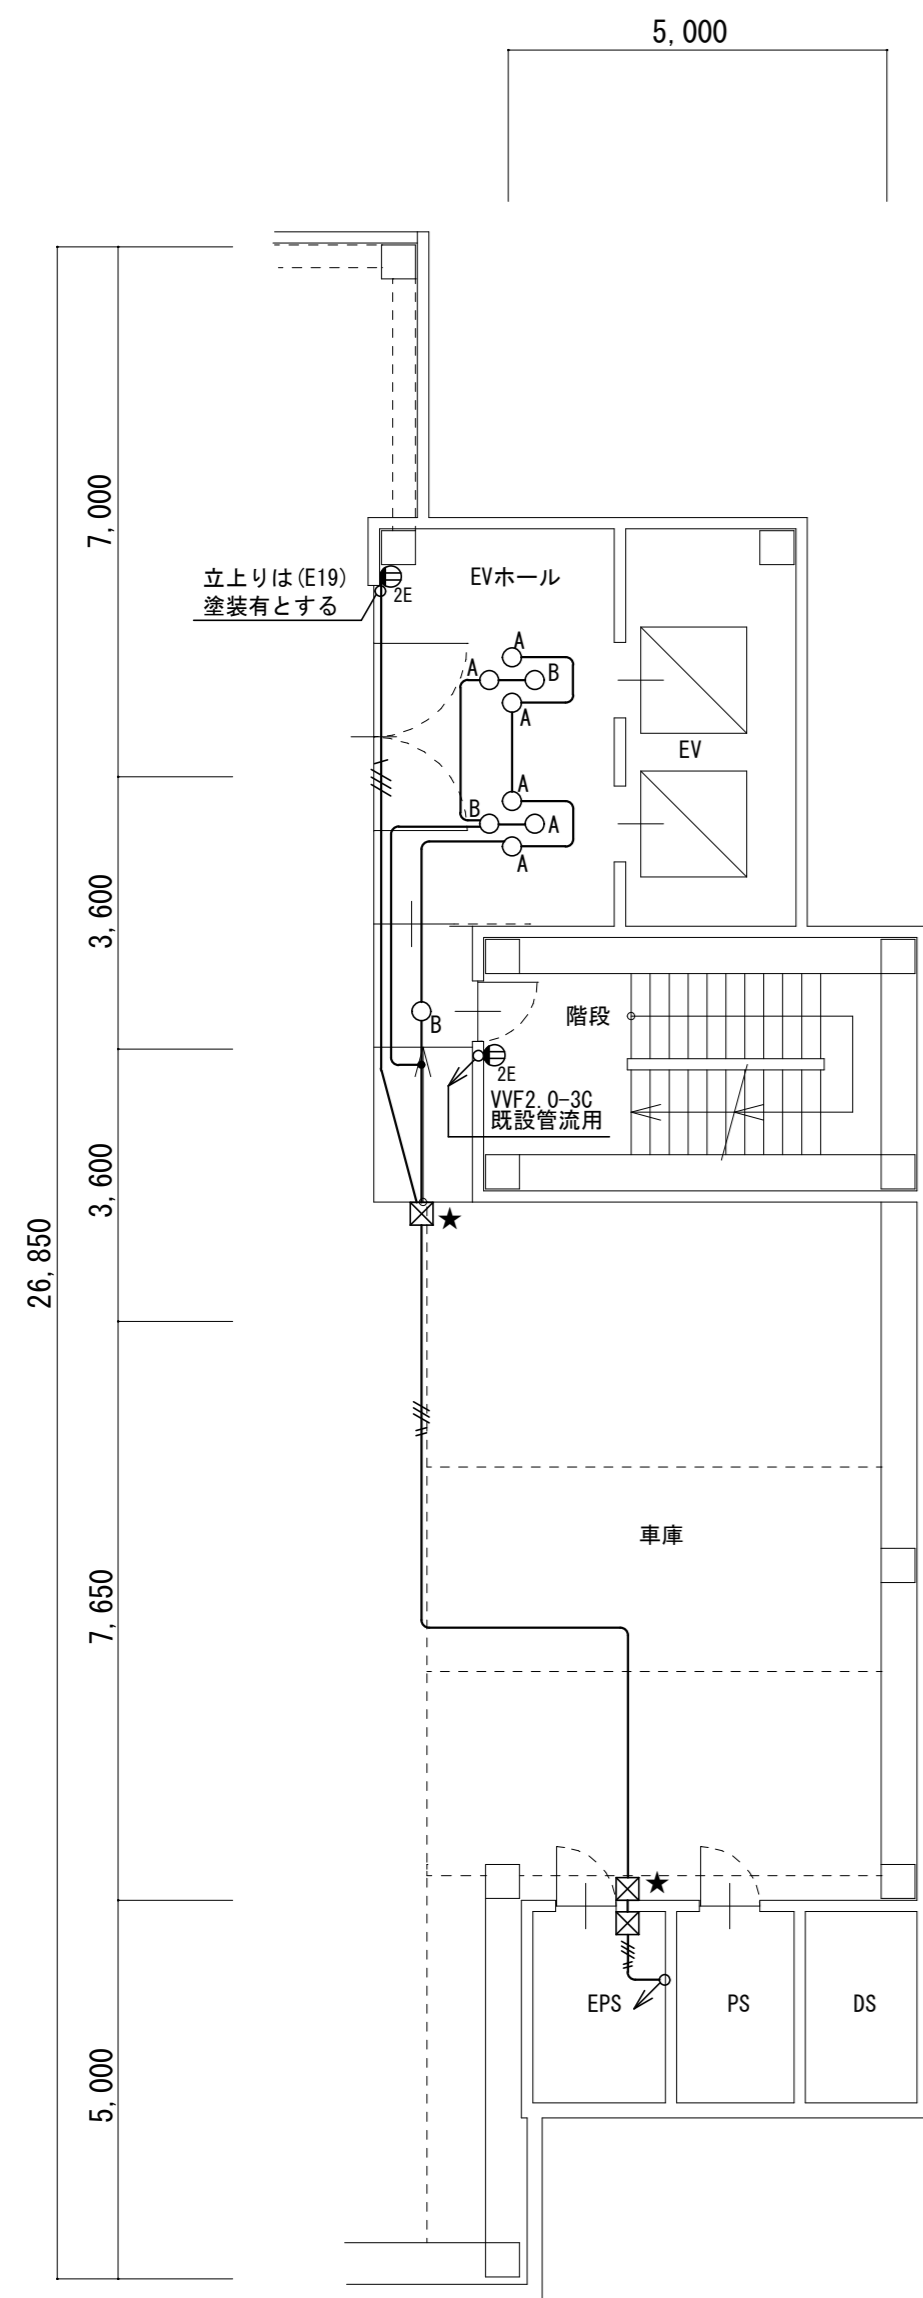 5,000
7,000
立上りは(E19)
塗装有とする
2E
EVホール
A
A
B
A
EV
A
B
A
A
3,600
B
階段
2E
VVF2.0-3C
既設管流用
3,600
★
26,850
車庫
7,650
★
EPS
PS
DS
5,000